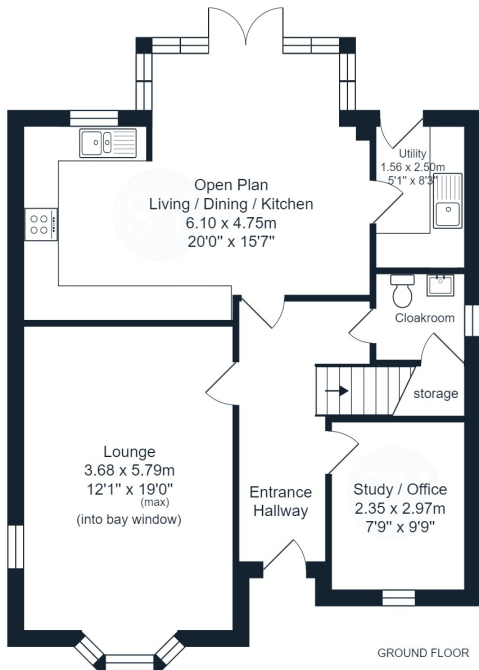 Utility
1.56 x 2.50m
5'1" x 8'3"
Open Plan
Living / Dining / Kitchen
6.10 x 4.75m
20'0" x 15'7"
Cloakroom
storage
Lounge
3.68 x 5.79m
12'1" x 19'0"
(max)
(into bay window)
Entrance
Hallway
Study / Office
2.35 x 2.97m
7'9" x 9'9"
GROUND FLOOR